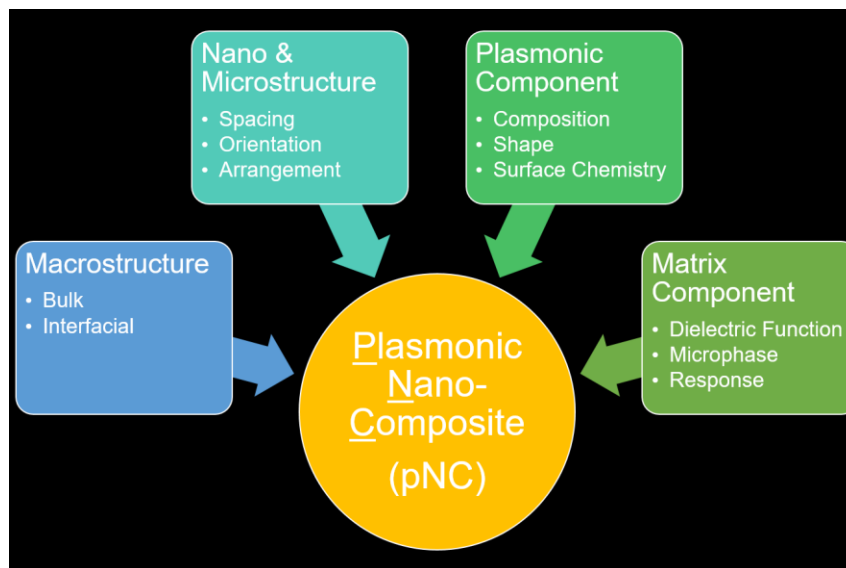 Nano &
Microstructure
• Spacing
• Orientation
• Arrangement
Plasmonic
Component
• Composition
• Shape
• Surface Chemistry
Macrostructure
• Bulk
• Interfacial
Matrix
Component
• Dielectric Function
• Microphase
• Response
Plasmonic
Nano-
Composite
(pNC)